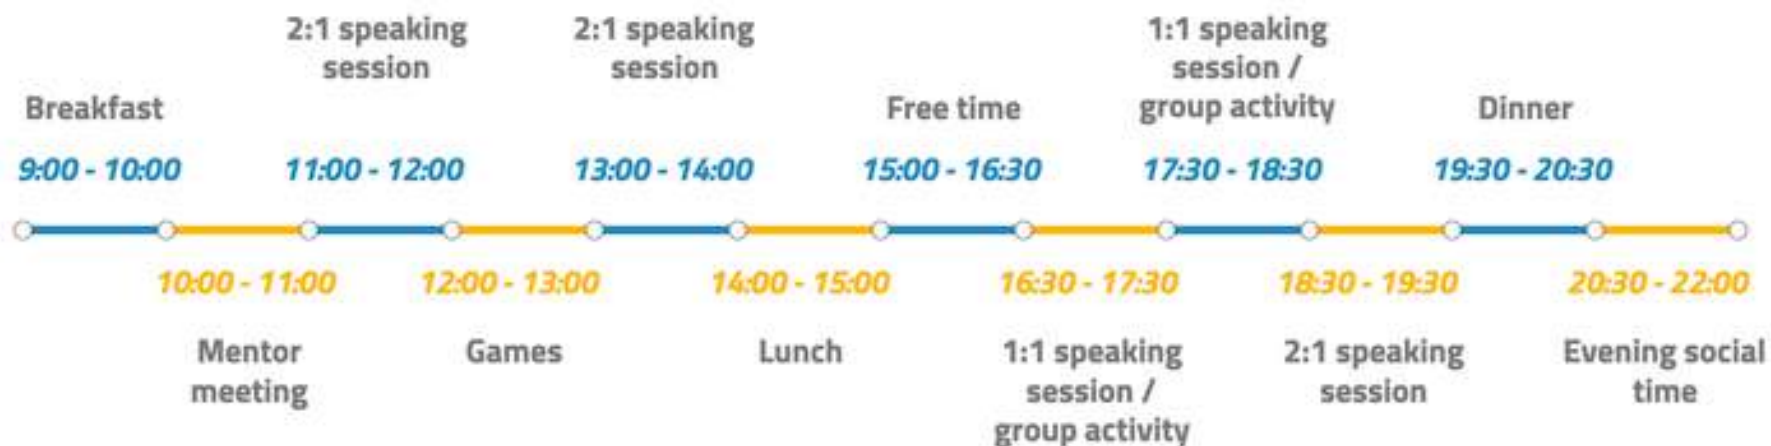 2:1 speaking
session
2:1 speaking
session
1:1 speaking
session /
group activity
Breakfast
Free time
Dinner
9:00 - 10:00
11:00 - 12:00
13:00 - 14:00
15:00 - 16:30
17:30 - 18:30
19:30 - 20:30
10:00 - 11:00
12:00 - 13:00
14:00 - 15:00
16:30 - 17:30
18:30 - 19:30
20:30 - 22:00
Mentor
meeting
Games
Lunch
1:1 speaking
session /
group activity
2:1 speaking
session
Evening social
time